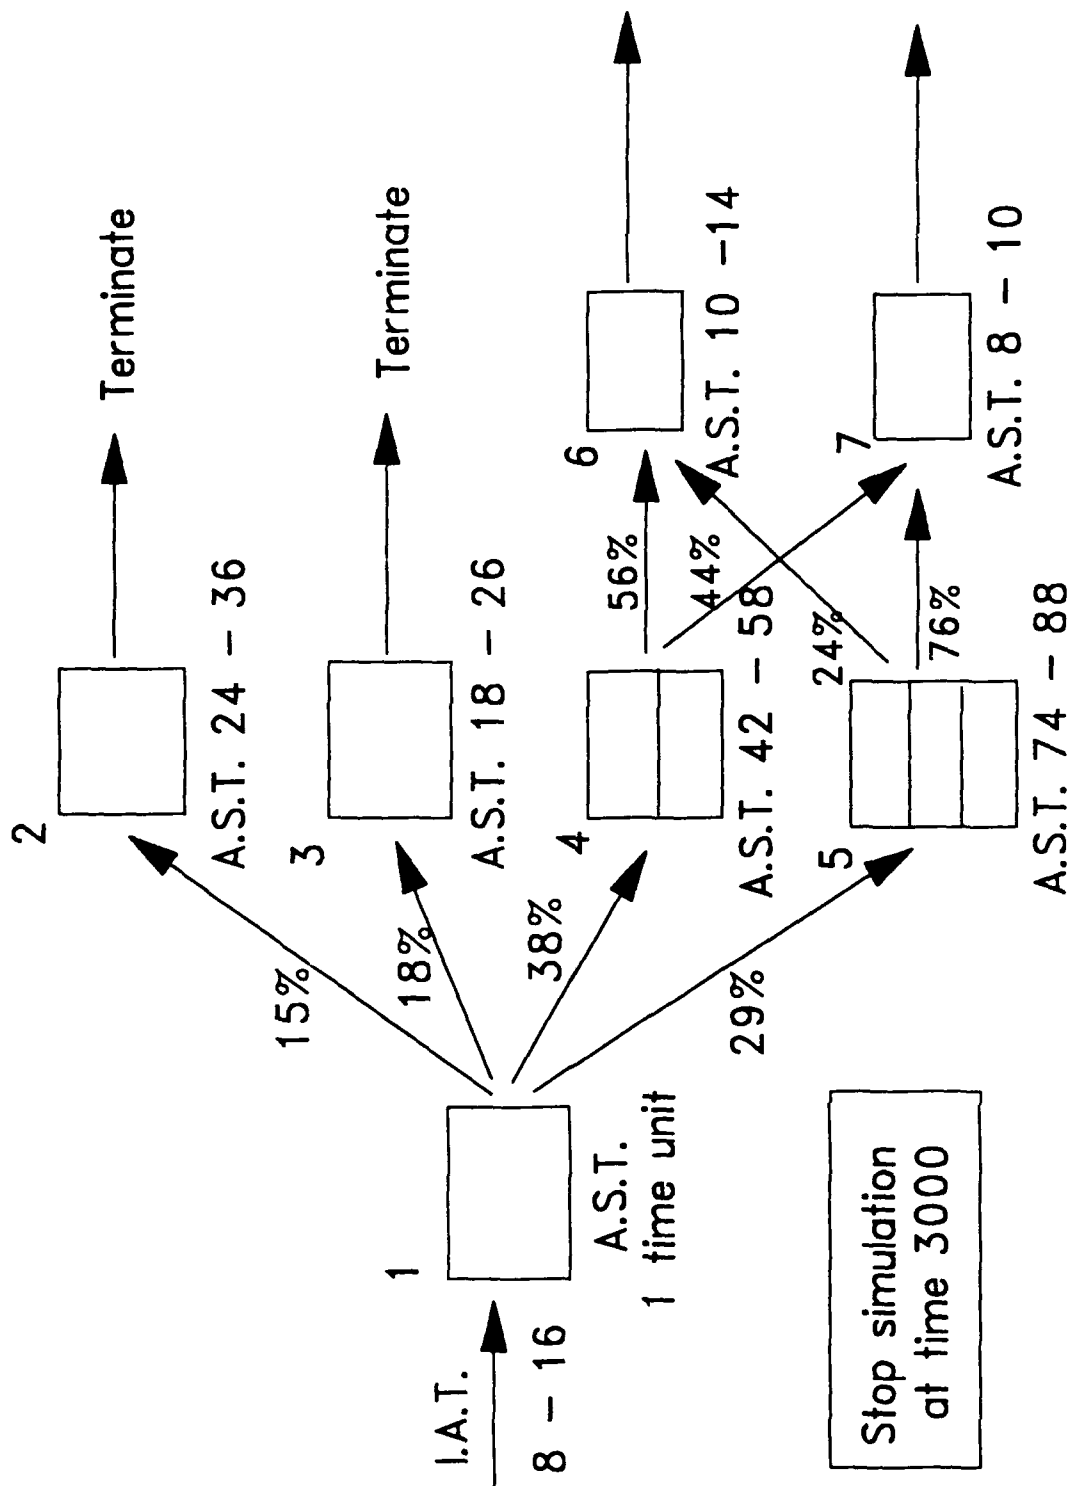 I.A.T.
8 – 16
1
A.S.T.
1 time unit
15%
18%
38%
29%
2
A.S.T. 24 – 36
Terminate
3
A.S.T. 18 – 26
Terminate
4
A.S.T. 42 – 58
56%
44%
5
A.S.T. 74 – 88
24%
76%
6
A.S.T. 10 –14
7
A.S.T. 8 – 10
Stop simulation
at time 3000